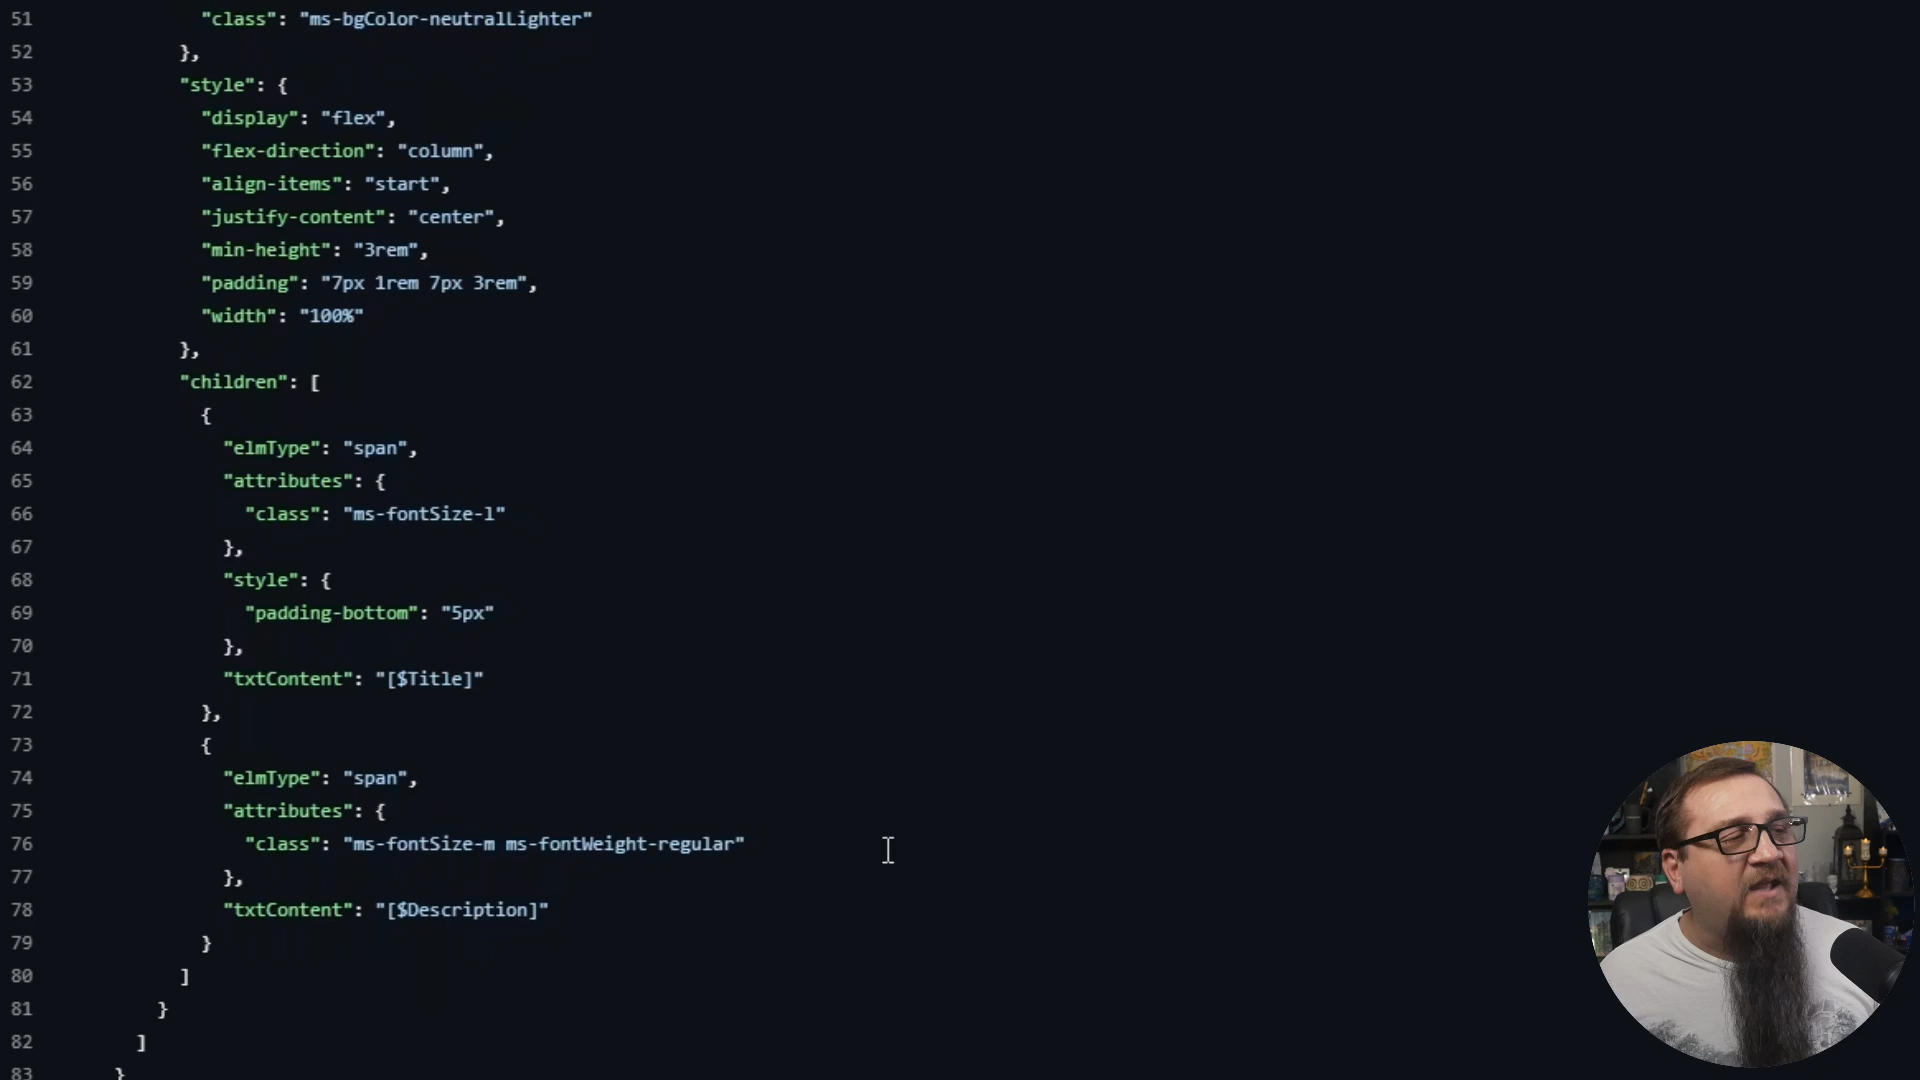 51 "class": "ms-bgColor-neutralLighter"
52 },
53 "style": {
54 "display": "flex",
55 "flex-direction": "column",
56 "align-items": "start",
57 "justify-content": "center",
58 "min-height": "3rem",
59 "padding": "7px 1rem 7px 3rem",
60 "width": "100%"
61 },
62 "children": [
63 {
64 "elmType": "span",
65 "attributes": {
66 "class": "ms-fontSize-l"
67 },
68 "style": {
69 "padding-bottom": "5px"
70 },
71 "txtContent": "[$Title]"
72 },
73 {
74 "elmType": "span",
75 "attributes": {
76 "class": "ms-fontSize-m ms-fontWeight-regular"
77 },
78 "txtContent": "[$Description]"
79 }
80 ]
81 }
82 ]
83 }